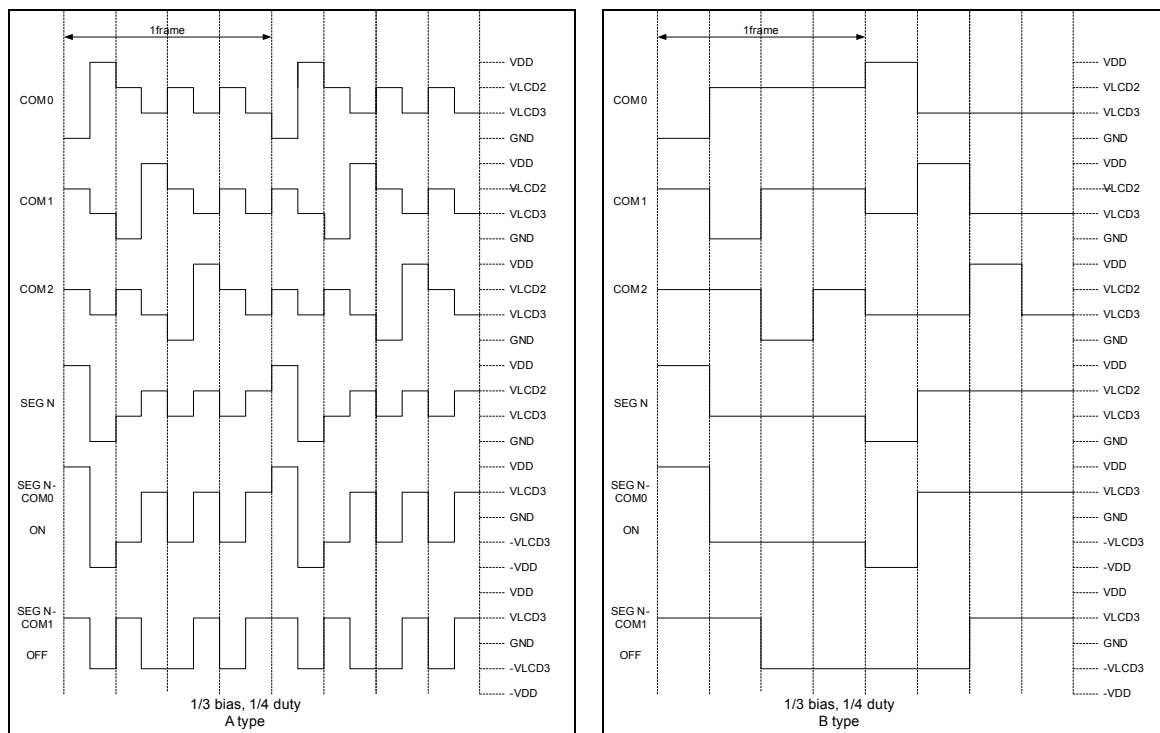 1frame
COM0
VDD
VLCD2
VLCD3
GND
COM1
VDD
VLCD2
VLCD3
GND
COM2
VDD
VLCD2
VLCD3
GND
SEG N
VDD
VLCD2
VLCD3
GND
SEG N-
COM0
ON
VDD
VLCD3
GND
-VLCD3
-VDD
SEG N-
COM1
OFF
VDD
VLCD3
GND
-VLCD3
-VDD
1/3 bias, 1/4 duty
A type
1frame
COM0
VDD
VLCD2
VLCD3
GND
COM1
VDD
VLCD2
VLCD3
GND
COM2
VDD
VLCD2
VLCD3
GND
SEG N
VDD
VLCD2
VLCD3
GND
SEG N-
COM0
ON
VDD
VLCD3
GND
-VLCD3
-VDD
SEG N-
COM1
OFF
VDD
VLCD3
GND
-VLCD3
-VDD
1/3 bias, 1/4 duty
B type